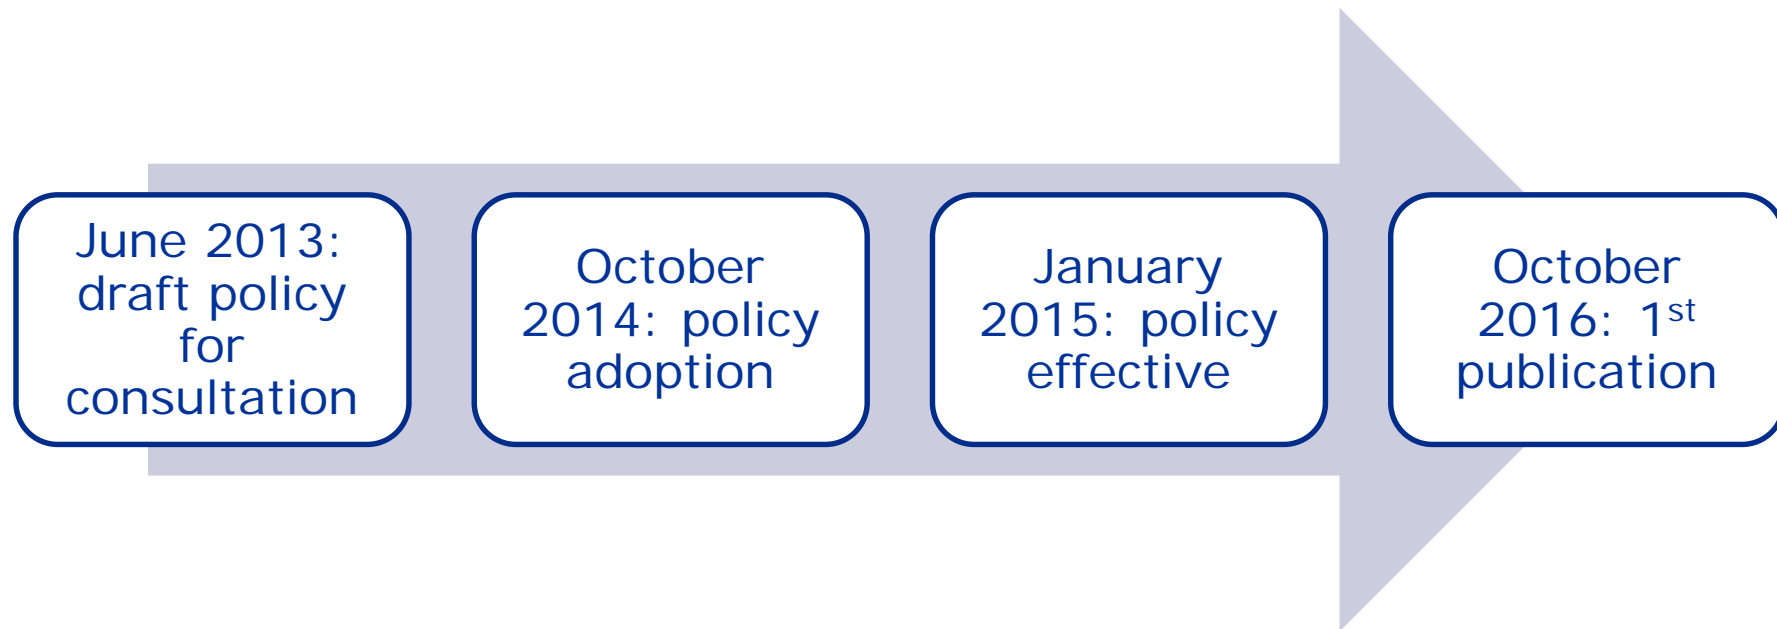 June 2013:
draft policy
for
consultation
October
2014: policy
adoption
January
2015: policy
effective
October
2016: 1st
publication